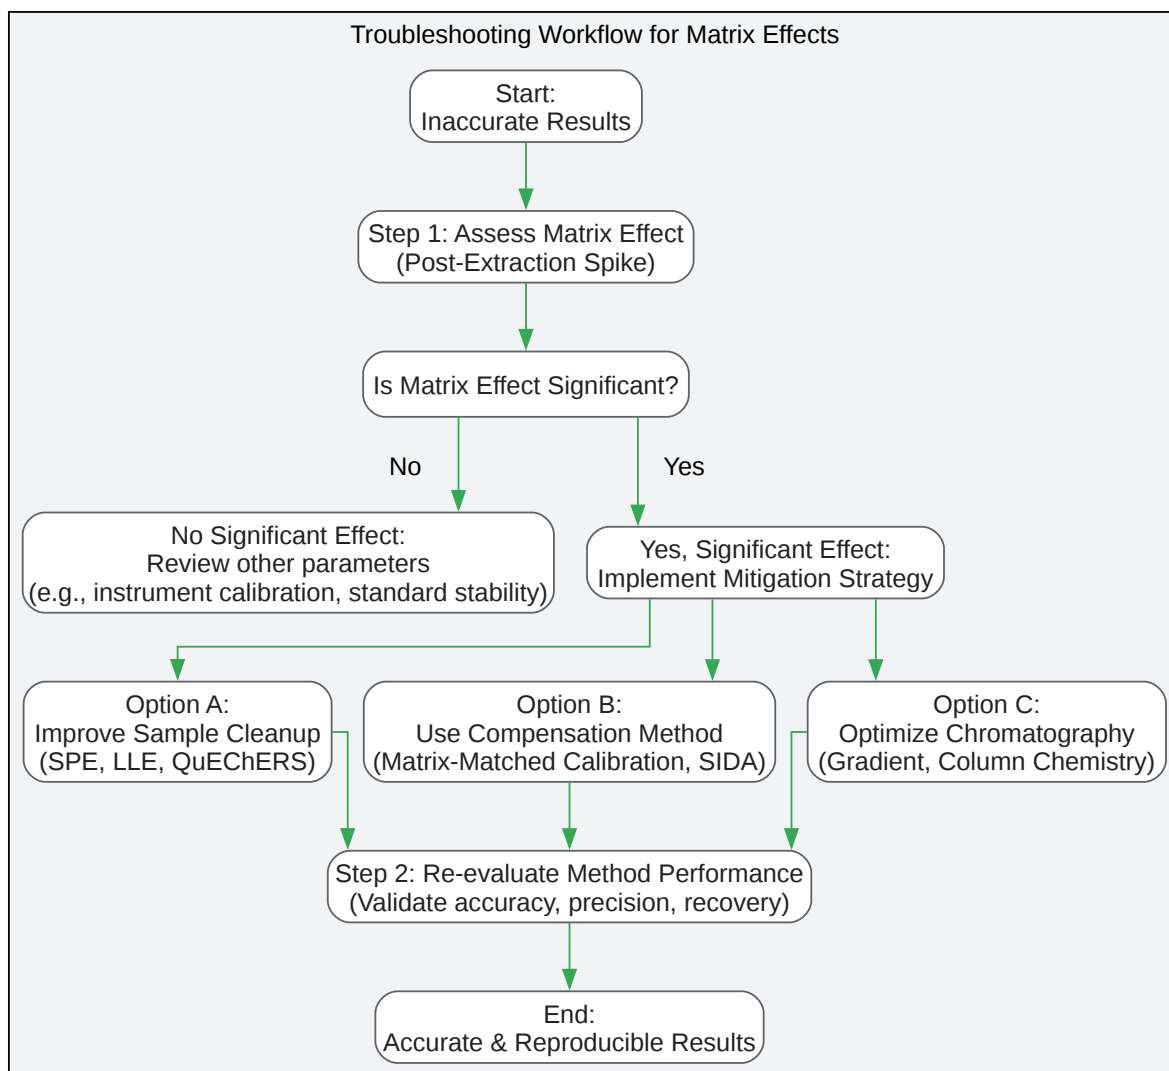 Troubleshooting Workflow for Matrix Effects
Start:
Inaccurate Results
Step 1: Assess Matrix Effect
(Post-Extraction Spike)
Is Matrix Effect Significant?
No
Yes
No Significant Effect:
Review other parameters
(e.g., instrument calibration, standard stability)
Yes, Significant Effect:
Implement Mitigation Strategy
Option A:
Improve Sample Cleanup
(SPE, LLE, QuEChERS)
Option B:
Use Compensation Method
(Matrix-Matched Calibration, SIDA)
Option C:
Optimize Chromatography
(Gradient, Column Chemistry)
Step 2: Re-evaluate Method Performance
(Validate accuracy, precision, recovery)
End:
Accurate & Reproducible Results